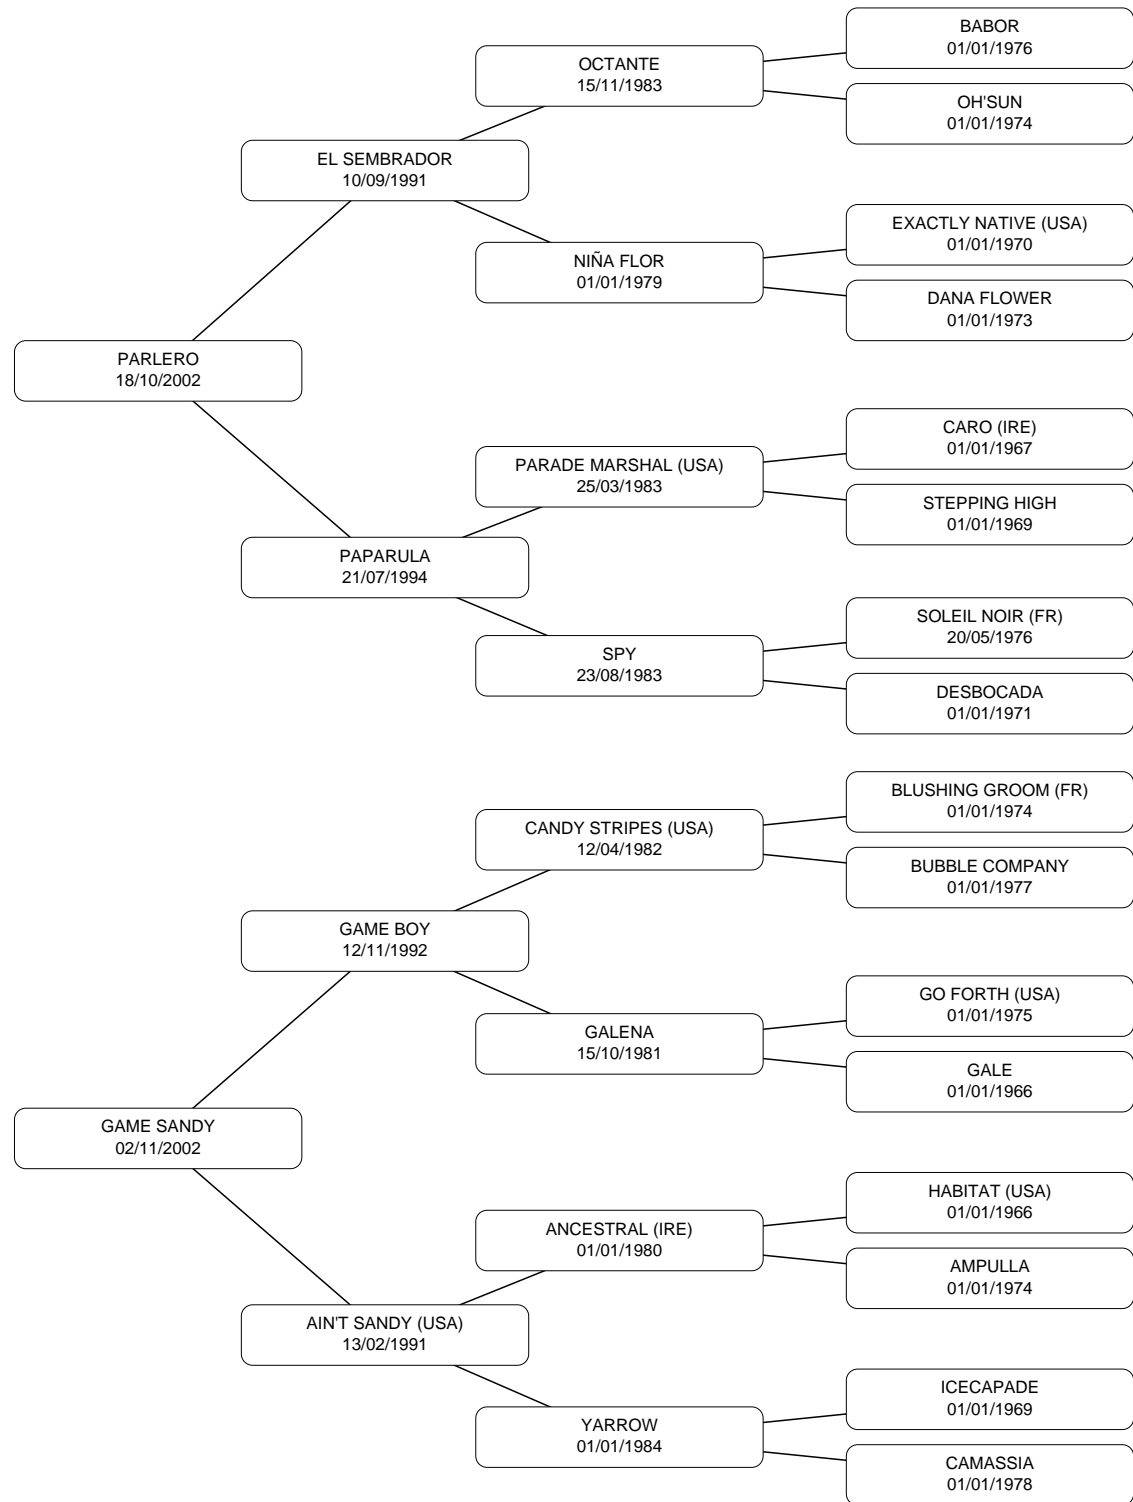 BABOR
01/01/1976
OCTANTE
15/11/1983
OH'SUN
01/01/1974
EL SEMBRADOR
10/09/1991
EXACTLY NATIVE (USA)
01/01/1970
NIÑA FLOR
01/01/1979
DANA FLOWER
01/01/1973
PARLERO
18/10/2002
CARO (IRE)
01/01/1967
PARADE MARSHAL (USA)
25/03/1983
STEPPING HIGH
01/01/1969
PAPARULA
21/07/1994
SOLEIL NOIR (FR)
20/05/1976
SPY
23/08/1983
DESBOCADA
01/01/1971
BLUSHING GROOM (FR)
01/01/1974
CANDY STRIPES (USA)
12/04/1982
BUBBLE COMPANY
01/01/1977
GAME BOY
12/11/1992
GO FORTH (USA)
01/01/1975
GALENA
15/10/1981
GALE
01/01/1966
GAME SANDY
02/11/2002
HABITAT (USA)
01/01/1966
ANCESTRAL (IRE)
01/01/1980
AMPULLA
01/01/1974
AIN'T SANDY (USA)
13/02/1991
ICECAPADE
01/01/1969
YARROW
01/01/1984
CAMASSIA
01/01/1978